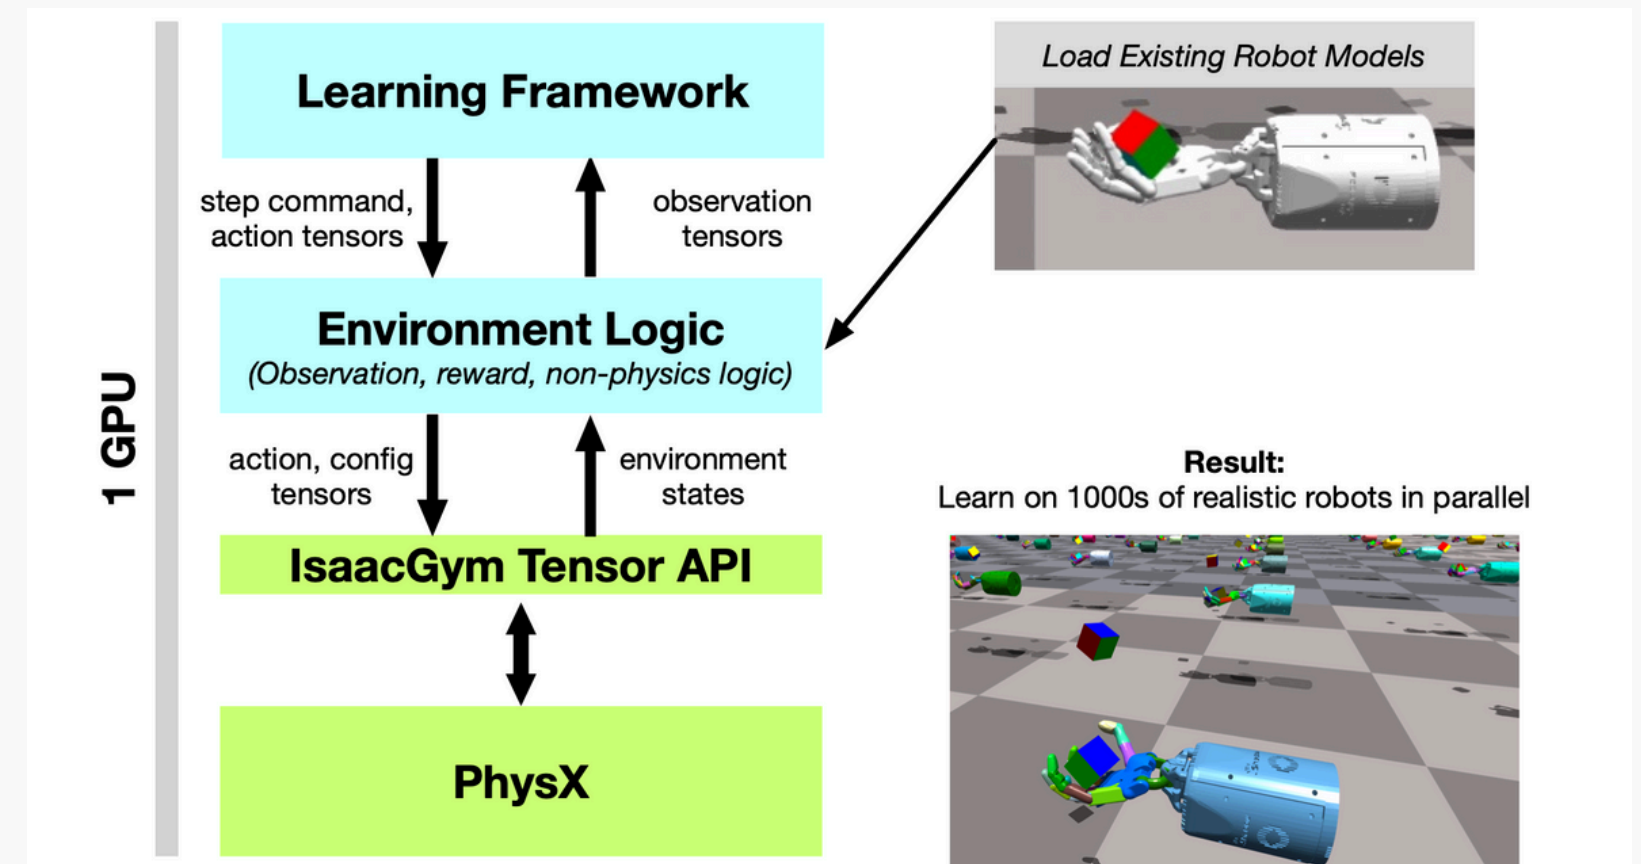 Learning Framework
step command,
action tensors
observation
tensors
Environment Logic
(Observation, reward, non-physics logic)
action, config
tensors
environment
states
IsaacGym Tensor API
PhysX
1 GPU
Load Existing Robot Models
Result:
Learn on 1000s of realistic robots in parallel